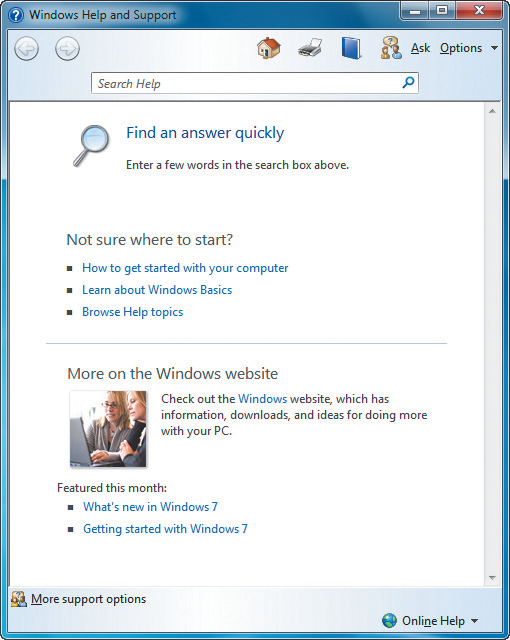 Windows Help and Support
Ask Options
Search Help
Find an answer quickly
Enter a few words in the search box above.
Not sure where to start?
How to get started with your computer
Learn about Windows Basics
Browse Help topics
More on the Windows website
Check out the Windows website, which has
information, downloads, and ideas for doing more
with your PC.
Featured this month:
What's new in Windows 7
Getting started with Windows 7
More support options
Online Help